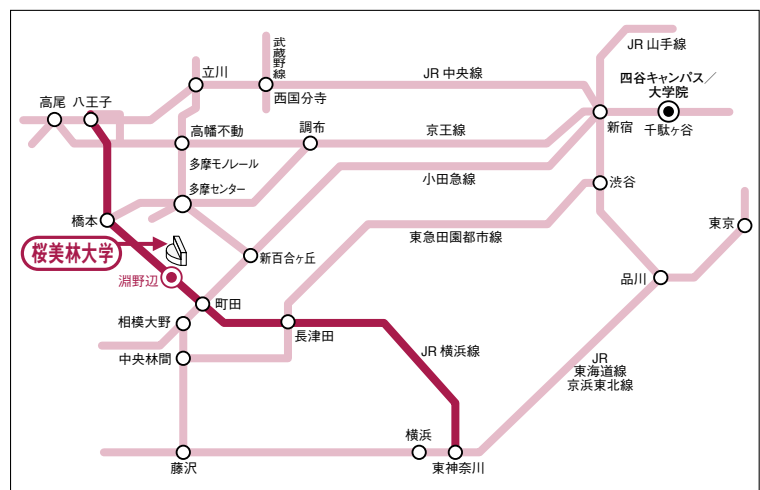 武蔵野線
JR 山手線
立川
JR 中央線
四谷キャンパス／
大学院
高尾
八王子
西国分寺
新宿
千駄ヶ谷
高幡不動
調布
京王線
多摩モノレール
小田急線
多摩センター
渋谷
橋本
東急田園都市線
東京
桜美林大学
新百合ヶ丘
淵野辺
品川
町田
相模大野
長津田
中央林間
JR 横浜線
JR
東海道線
京浜東北線
横浜
藤沢
東神奈川